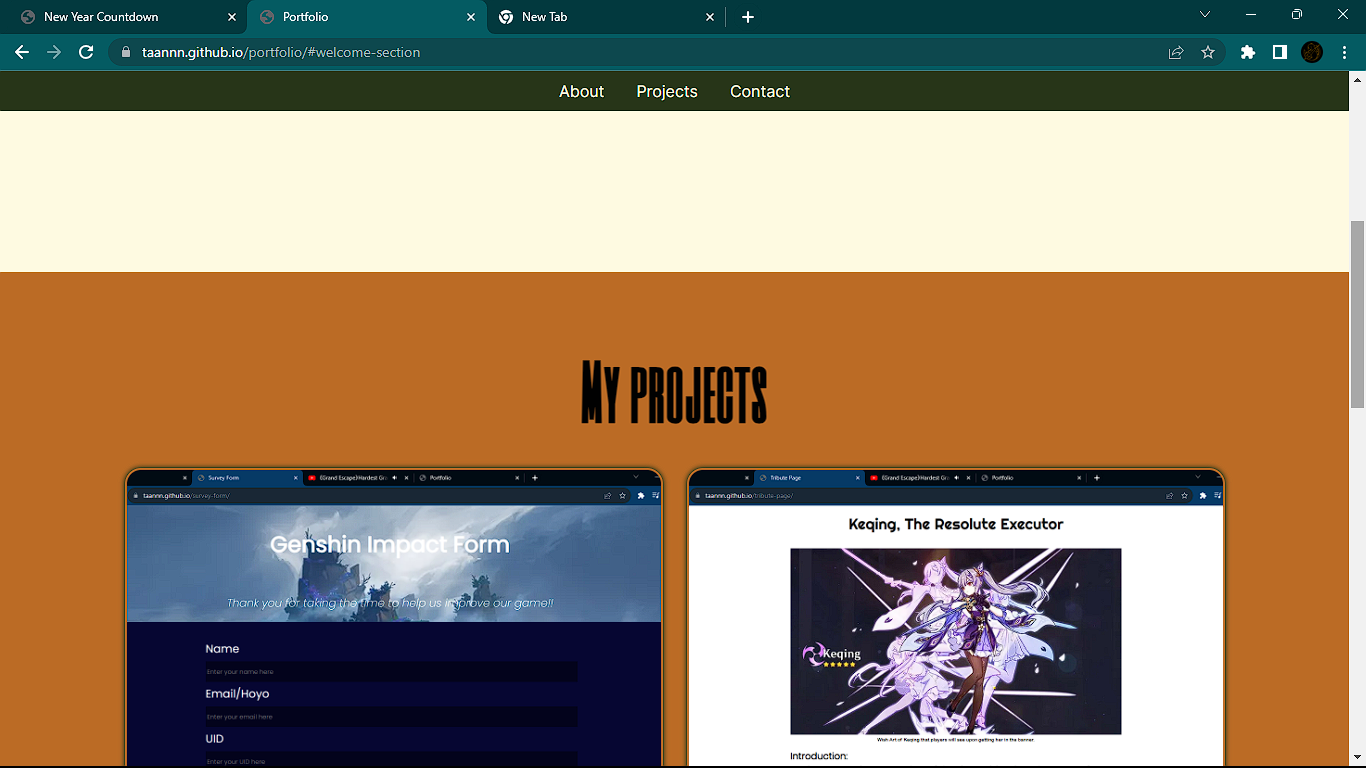 New Year Countdown
Portfolio
New Tab
taannn.github.io/portfolio/#welcome-section
About Projects Contact
My projects
Survey Form
(Grand Escape)Hardest Gr
Portfolio
taannn.github.io/survey-form/
Genshin Impact Form
Thank you for taking the time to help us improve our game!!
Name
Enter your name here
Email/Hoyo
Enter your email here
UID
Enter your UID here
Tribute Page
(Grand Escape)Hardest Gr
Portfolio
taannn.github.io/tribute-page/
Keqing, The Resolute Executor
Keqing
Wish Art of Keqing that players will see upon getting her in the banner
Introduction: